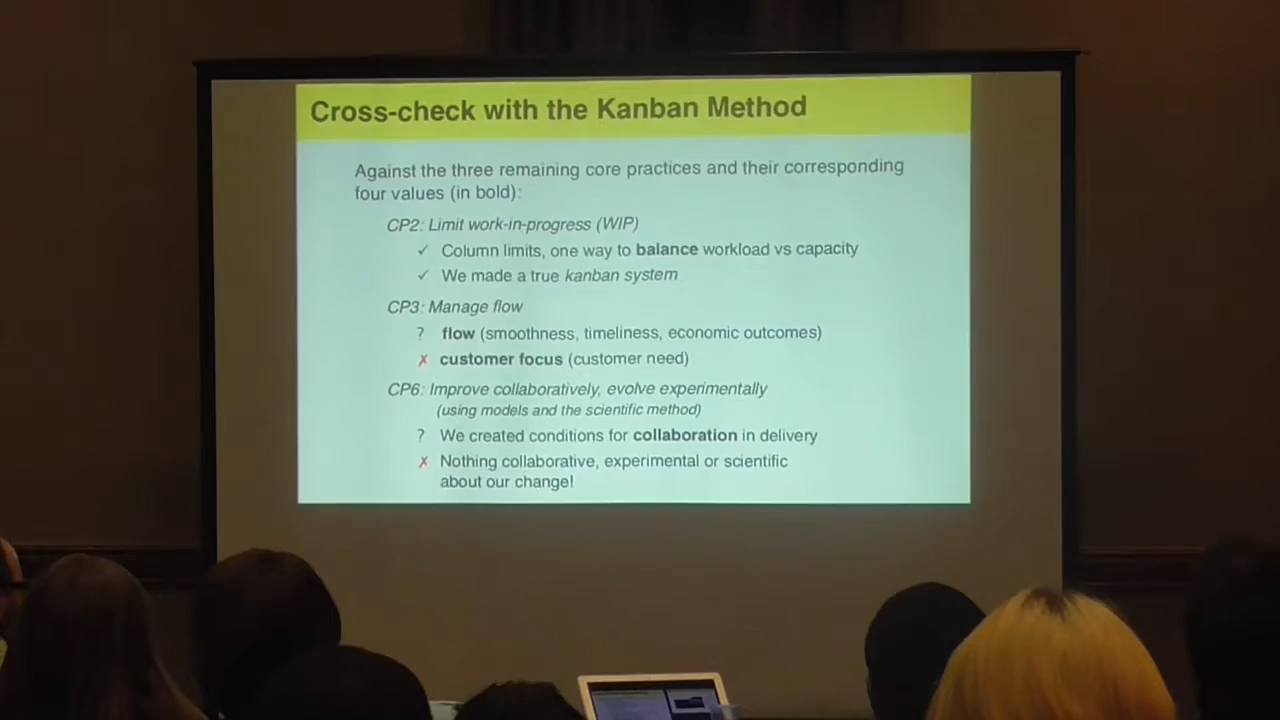 Cross-check with the Kanban Method
Against the three remaining core practices and their corresponding
four values (in bold):
CP2: Limit work-in-progress (WIP)
✓ Column limits, one way to balance workload vs capacity
✓ We made a true kanban system
CP3: Manage flow
? flow (smoothness, timeliness, economic outcomes)
✗ customer focus (customer need)
CP6: Improve collaboratively, evolve experimentally
(using models and the scientific method)
? We created conditions for collaboration in delivery
✗ Nothing collaborative, experimental or scientific
about our change!